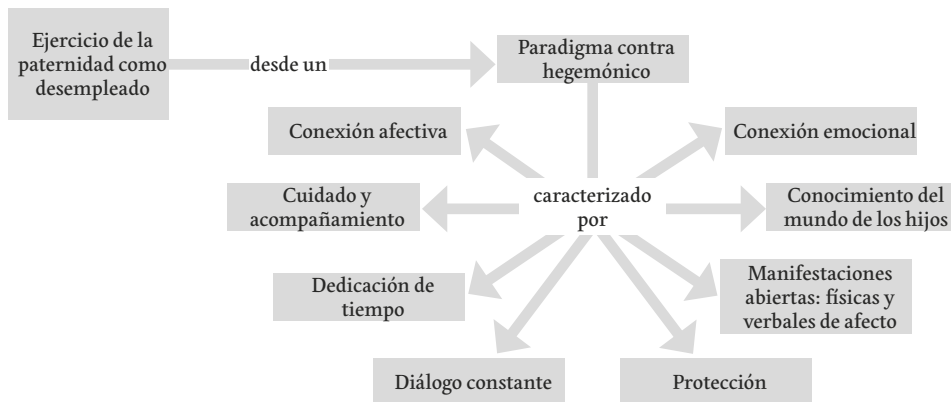 Ejercicio de la
paternidad como
desempleado
desde un
Paradigma contra
hegemónico
Conexión afectiva
Conexión emocional
Cuidado y
acompañamiento
caracterizado
por
Conocimiento del
mundo de los hijos
Dedicación de
tiempo
Manifestaciones
abiertas: físicas y
verbales de afecto
Diálogo constante
Protección